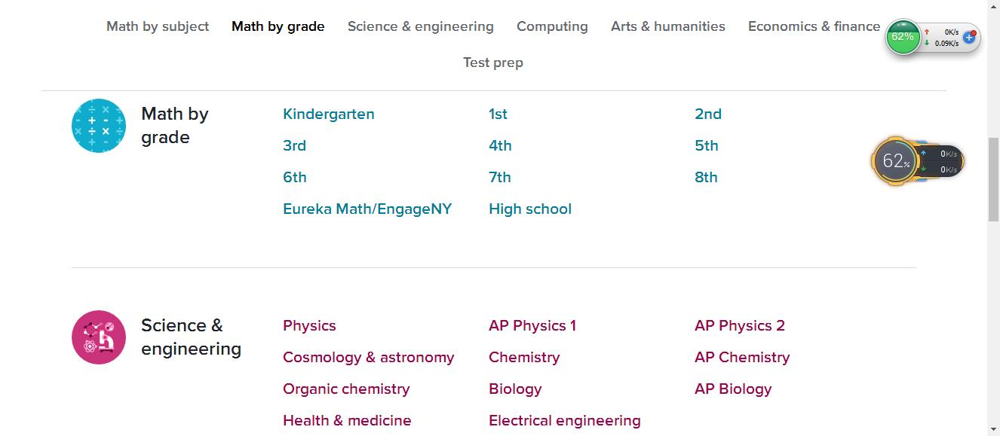 Math by subject Math by grade Science & engineering Computing Arts & humanities Economics & finance
Test prep
62%
0K/s
0.09K/s
Math by
grade
Kindergarten 1st 2nd
3rd 4th 5th
6th 7th 8th
Eureka Math/EngageNY High school
62%
0K/s
0K/s
Science &
engineering
Physics AP Physics 1 AP Physics 2
Cosmology & astronomy Chemistry AP Chemistry
Organic chemistry Biology AP Biology
Health & medicine Electrical engineering